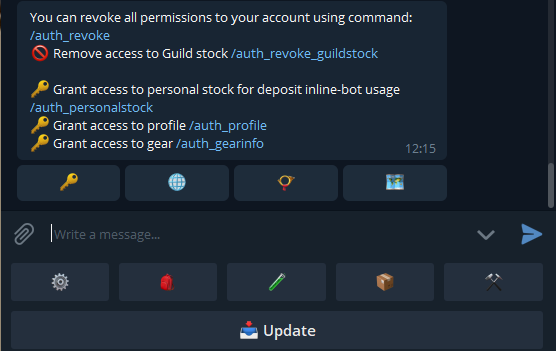 You can revoke all permissions to your account using command:
/auth_revoke
🚫 Remove access to Guild stock /auth_revoke_guildstock
🔑 Grant access to personal stock for deposit inline-bot usage
/auth_personalstock
🔑 Grant access to profile /auth_profile
🔑 Grant access to gear /auth_gearinfo
12:15
Write a message...
Update